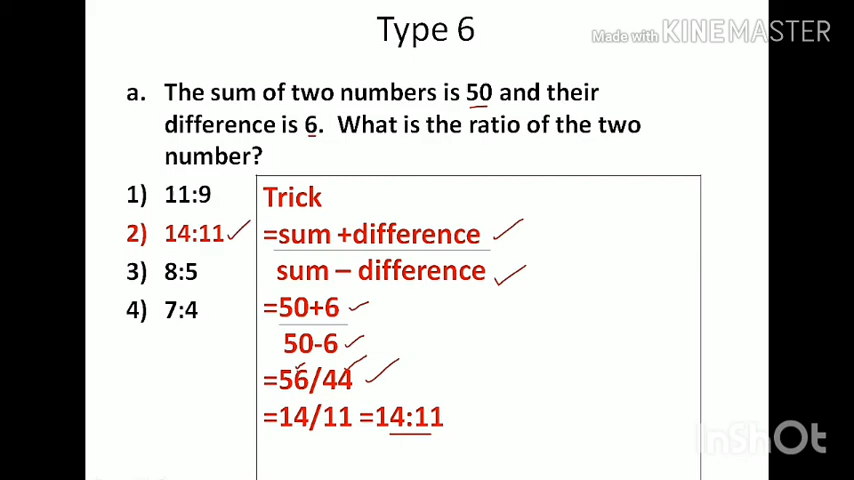 Type 6
Made with KINEMASTER
a. The sum of two numbers is 50 and their
difference is 6. What is the ratio of the two
number?
1) 11:9
2) 14:11
3) 8:5
4) 7:4
Trick
=sum +difference
sum – difference
=50+6
50-6
=56/44
=14/11 =14:11
InShOt